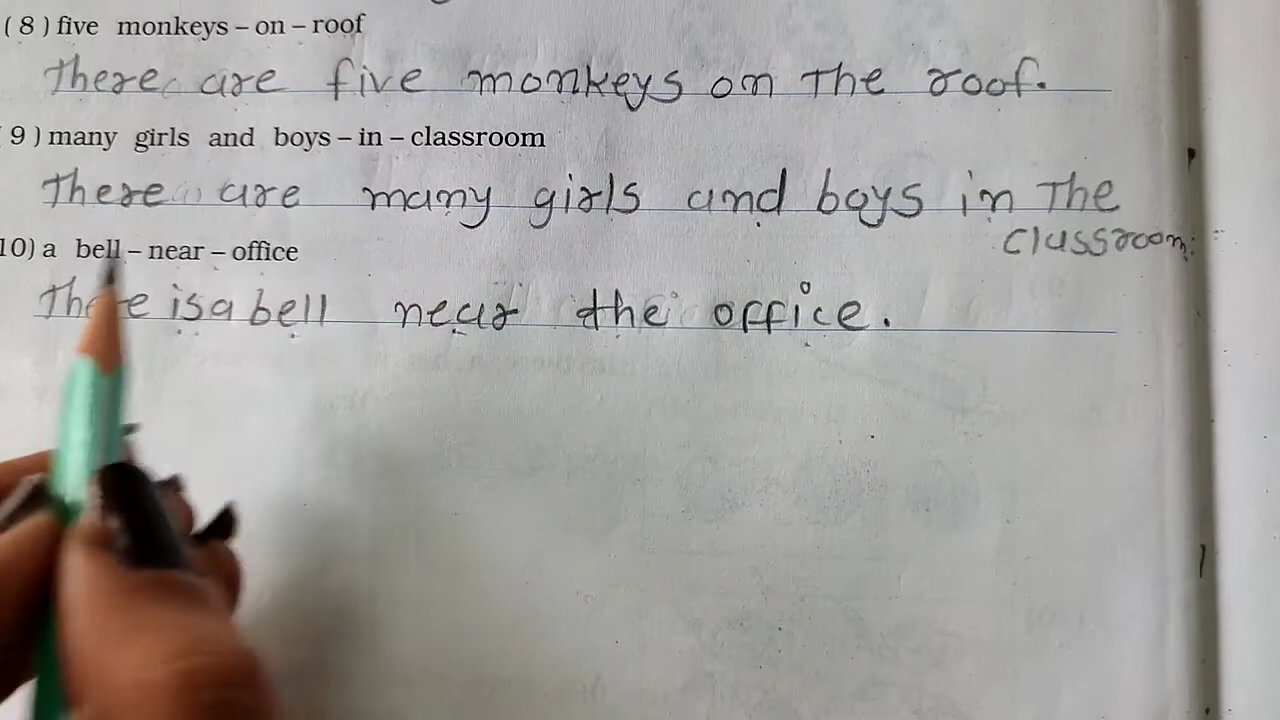 (8) five monkeys – on – roof
There are five monkeys on The roof.
9) many girls and boys – in – classroom
There are many girls and boys in The
classroom.
10) a bell – near – office
There is a bell near the office.